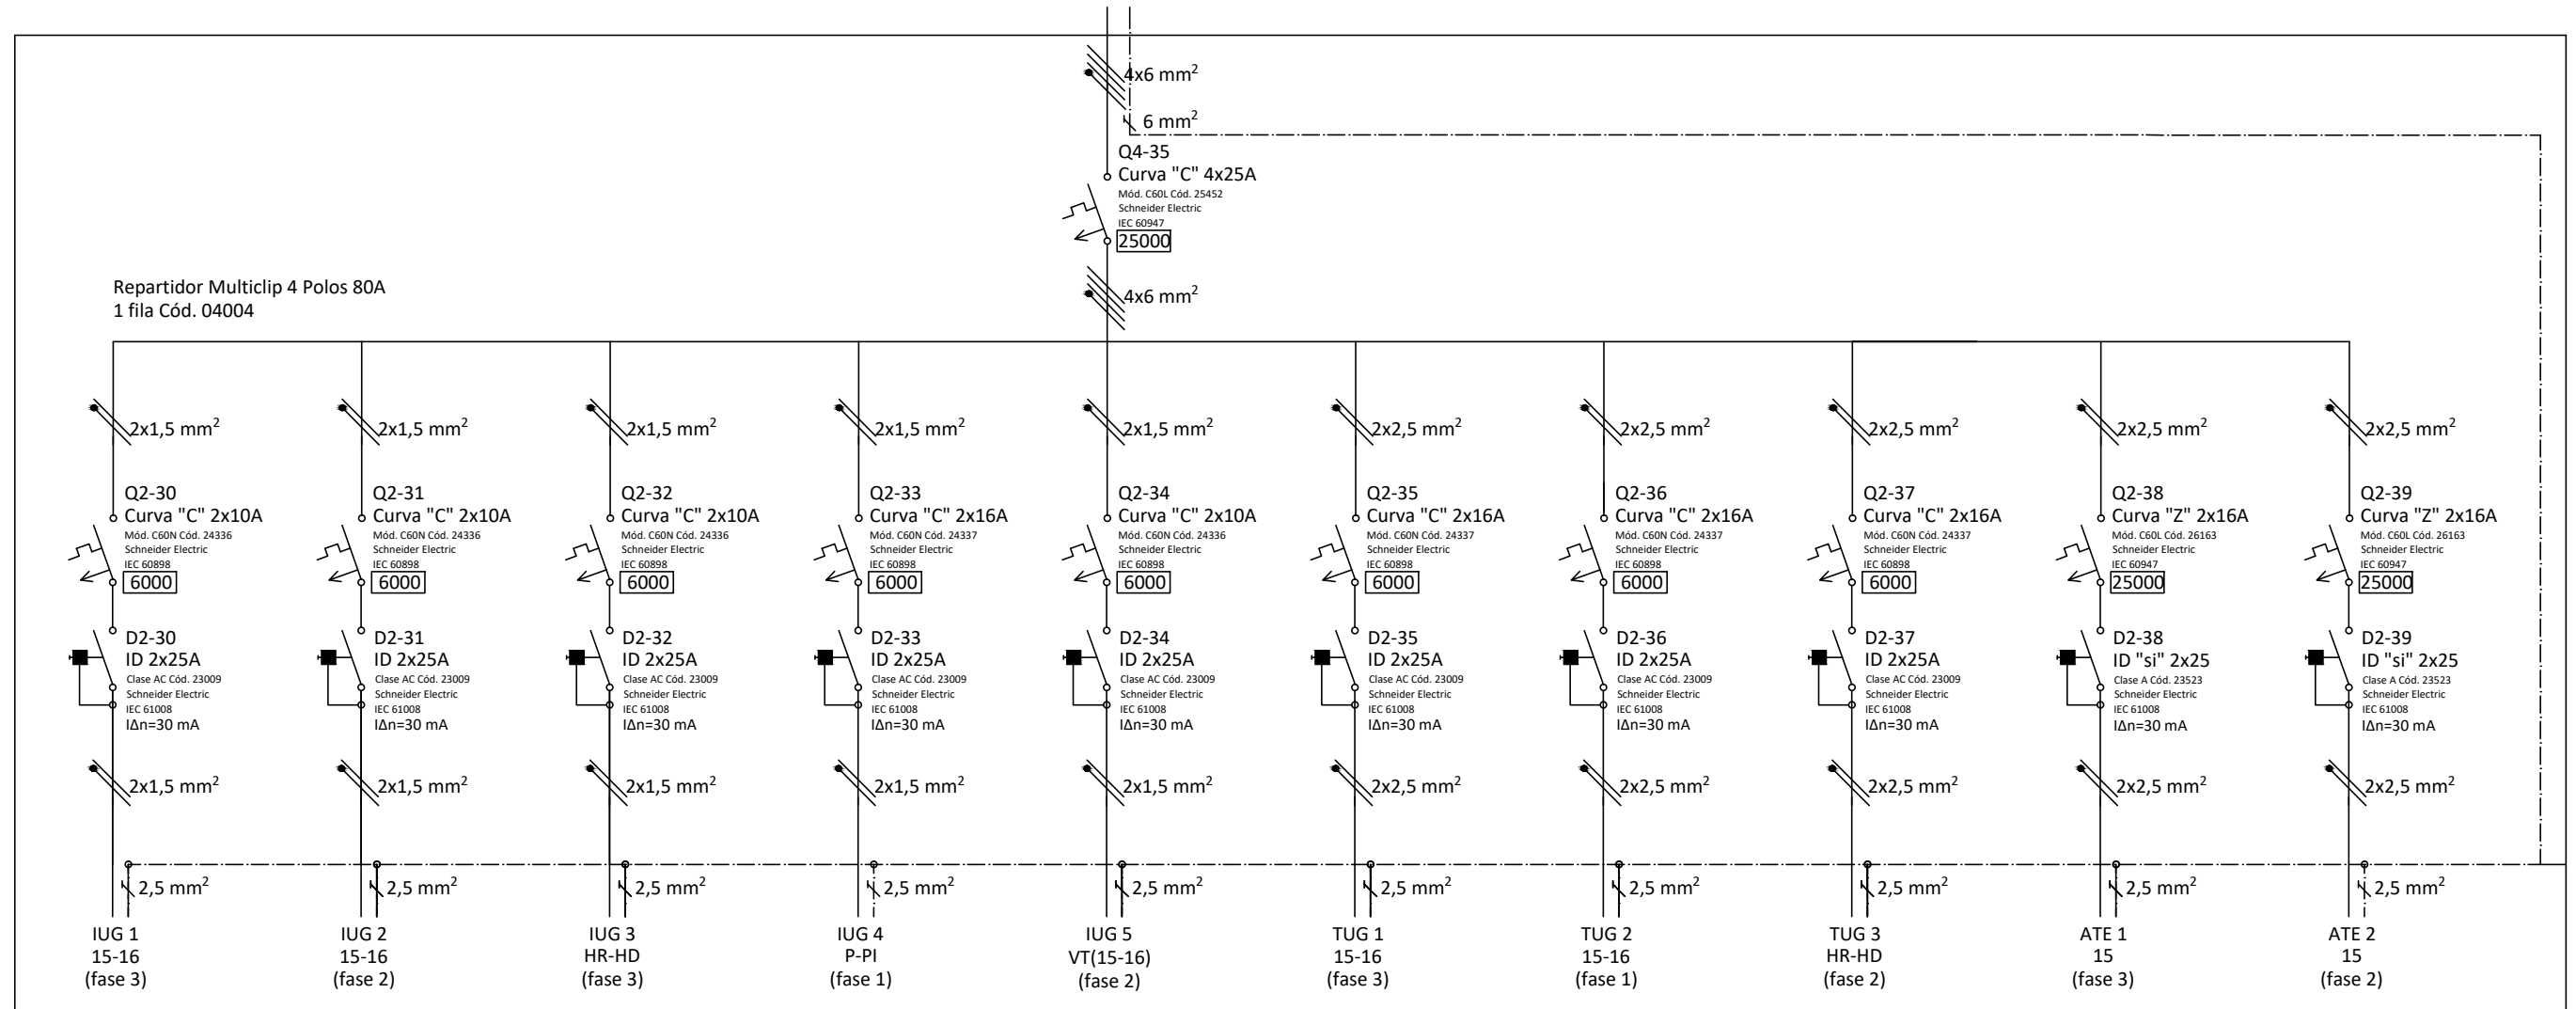 4x6 mm²
6 mm²
Q4-35
Curva "C" 4x25A
Mód. C60L Cód. 25452
Schneider Electric
IEC 60947
25000
Repartidor Multiclip 4 Polos 80A
1 fila Cód. 04004
4x6 mm²
2x1,5 mm² 2x1,5 mm² 2x1,5 mm² 2x1,5 mm² 2x1,5 mm² 2x2,5 mm² 2x2,5 mm² 2x2,5 mm² 2x2,5 mm² 2x2,5 mm²
Q2-30
Curva "C" 2x10A
Mód. C60N Cód. 24336
Schneider Electric
IEC 60898
6000
Q2-31
Curva "C" 2x10A
Mód. C60N Cód. 24336
Schneider Electric
IEC 60898
6000
Q2-32
Curva "C" 2x10A
Mód. C60N Cód. 24336
Schneider Electric
IEC 60898
6000
Q2-33
Curva "C" 2x16A
Mód. C60N Cód. 24337
Schneider Electric
IEC 60898
6000
Q2-34
Curva "C" 2x10A
Mód. C60N Cód. 24336
Schneider Electric
IEC 60898
6000
Q2-35
Curva "C" 2x16A
Mód. C60N Cód. 24337
Schneider Electric
IEC 60898
6000
Q2-36
Curva "C" 2x16A
Mód. C60N Cód. 24337
Schneider Electric
IEC 60898
6000
Q2-37
Curva "C" 2x16A
Mód. C60N Cód. 24337
Schneider Electric
IEC 60898
6000
Q2-38
Curva "Z" 2x16A
Mód. C60L Cód. 26163
Schneider Electric
IEC 60947
25000
Q2-39
Curva "Z" 2x16A
Mód. C60L Cód. 26163
Schneider Electric
IEC 60947
25000
D2-30
ID 2x25A
Clase AC Cód. 23009
Schneider Electric
IEC 61008
IΔn=30 mA
D2-31
ID 2x25A
Clase AC Cód. 23009
Schneider Electric
IEC 61008
IΔn=30 mA
D2-32
ID 2x25A
Clase AC Cód. 23009
Schneider Electric
IEC 61008
IΔn=30 mA
D2-33
ID 2x25A
Clase AC Cód. 23009
Schneider Electric
IEC 61008
IΔn=30 mA
D2-34
ID 2x25A
Clase AC Cód. 23009
Schneider Electric
IEC 61008
IΔn=30 mA
D2-35
ID 2x25A
Clase AC Cód. 23009
Schneider Electric
IEC 61008
IΔn=30 mA
D2-36
ID 2x25A
Clase AC Cód. 23009
Schneider Electric
IEC 61008
IΔn=30 mA
D2-37
ID 2x25A
Clase AC Cód. 23009
Schneider Electric
IEC 61008
IΔn=30 mA
D2-38
ID "si" 2x25
Clase A Cód. 23523
Schneider Electric
IEC 61008
IΔn=30 mA
D2-39
ID "si" 2x25
Clase A Cód. 23523
Schneider Electric
IEC 61008
IΔn=30 mA
2x1,5 mm² 2x1,5 mm² 2x1,5 mm² 2x1,5 mm² 2x1,5 mm² 2x2,5 mm² 2x2,5 mm² 2x2,5 mm² 2x2,5 mm² 2x2,5 mm²
2,5 mm² 2,5 mm² 2,5 mm² 2,5 mm² 2,5 mm² 2,5 mm² 2,5 mm² 2,5 mm² 2,5 mm² 2,5 mm²
IUG 1
15-16
(fase 3)
IUG 2
15-16
(fase 2)
IUG 3
HR-HD
(fase 3)
IUG 4
P-PI
(fase 1)
IUG 5
VT(15-16)
(fase 2)
TUG 1
15-16
(fase 3)
TUG 2
15-16
(fase 1)
TUG 3
HR-HD
(fase 2)
ATE 1
15
(fase 3)
ATE 2
15
(fase 2)